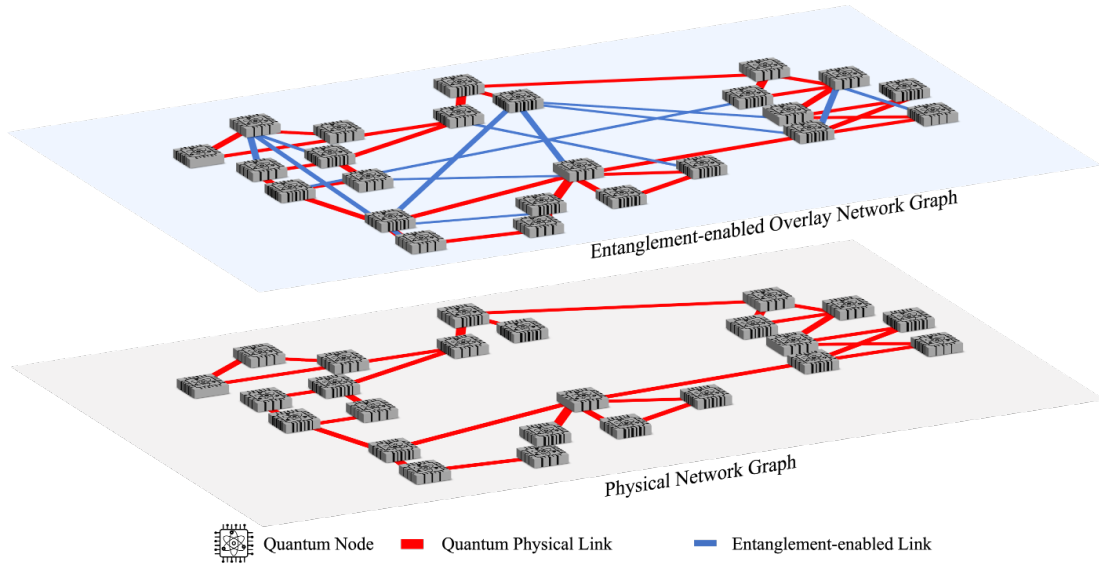 Entanglement-enabled Overlay Network Graph
Physical Network Graph
Quantum Node
Quantum Physical Link
Entanglement-enabled Link